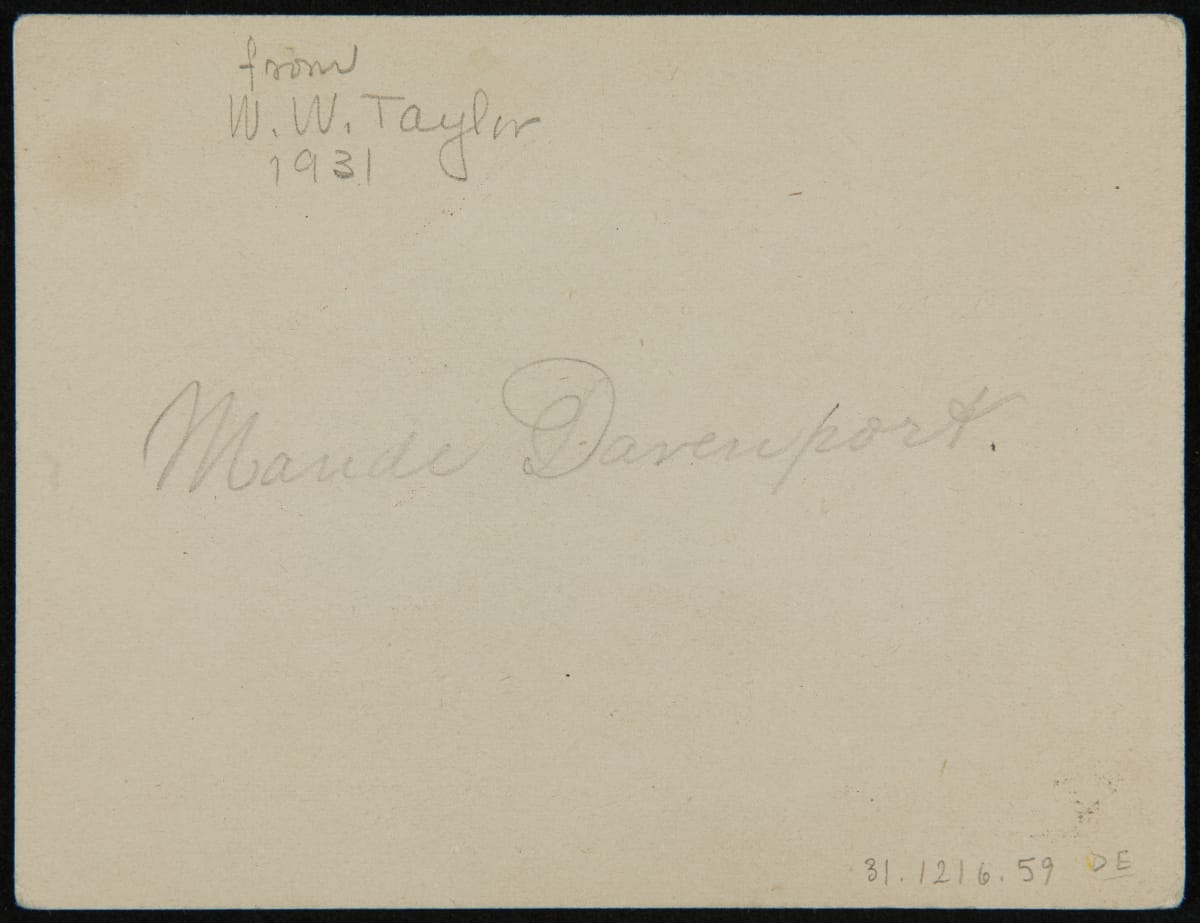 from
W. W. Taylor
1931
Maude Davenport.
31.1216.59 DE